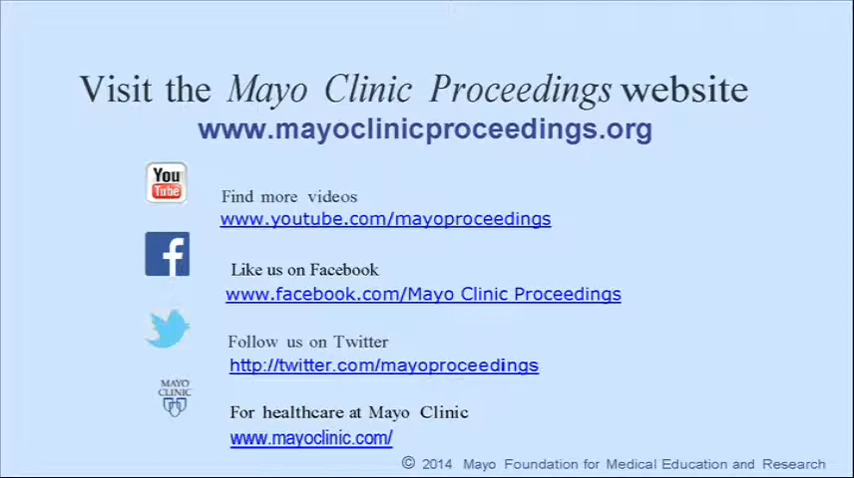 Visit the Mayo Clinic Proceedings website
www.mayoclinicproceedings.org
You
Tube
Find more videos
www.youtube.com/mayoproceedings
f
Like us on Facebook
www.facebook.com/Mayo Clinic Proceedings
Follow us on Twitter
http://twitter.com/mayoproceedings
MAYO
CLINIC
For healthcare at Mayo Clinic
www.mayoclinic.com/
© 2014 Mayo Foundation for Medical Education and Research